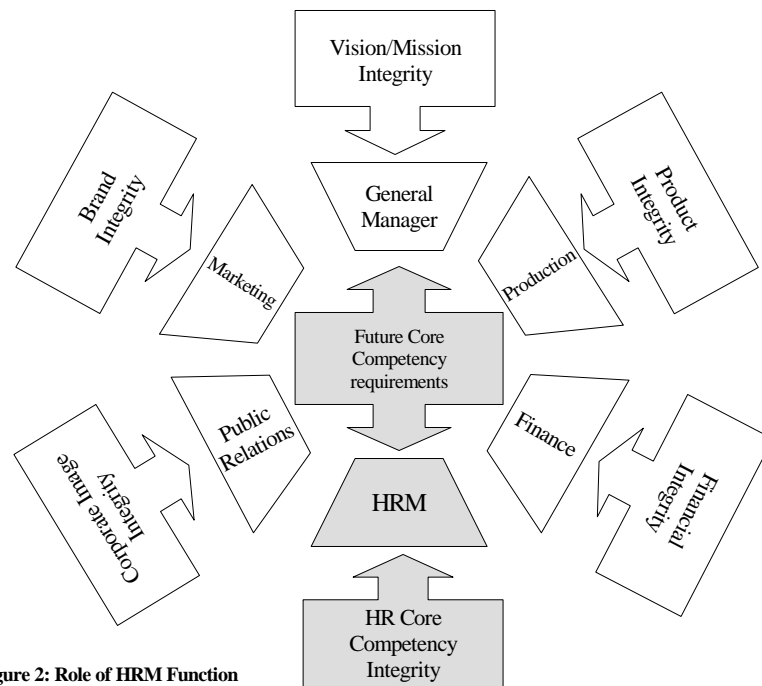 Vision/Mission
Integrity
General
Manager
Brand
Integrity
Marketing
Product
Integrity
Production
Future Core
Competency
requirements
Public
Relations
Corporate Image
Integrity
Finance
Financial
Integrity
HRM
HR Core
Competency
Integrity
gure 2: Role of HRM Function